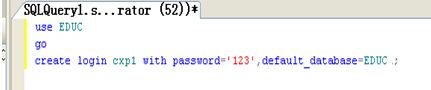 SQLQuery1.s...rator (52))*
use EDUC
go
create login cxp1 with password='123',default_database=EDUC ;